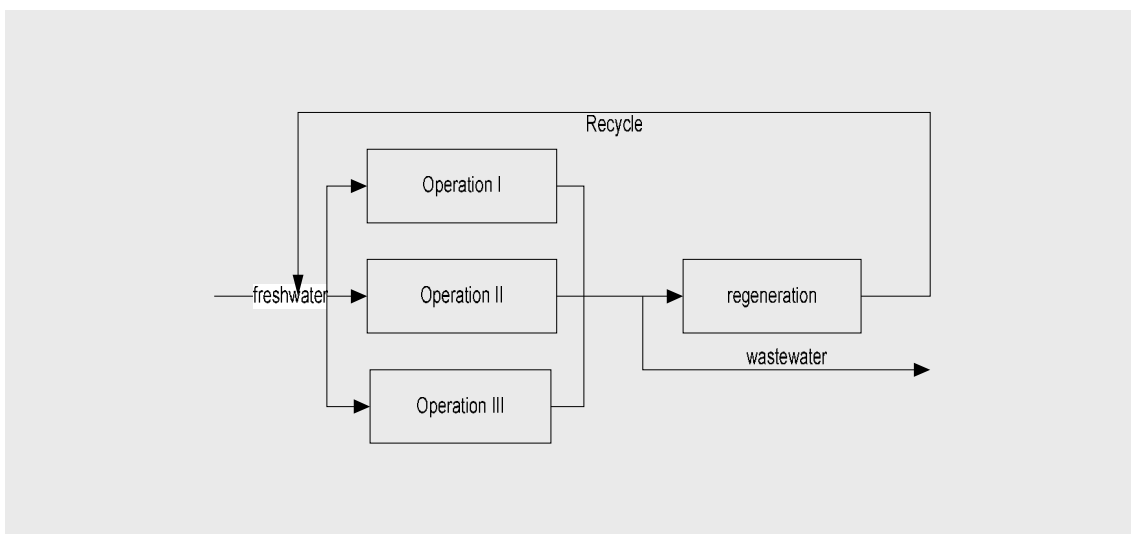 Recycle
Operation I
freshwater
Operation II
regeneration
wastewater
Operation III